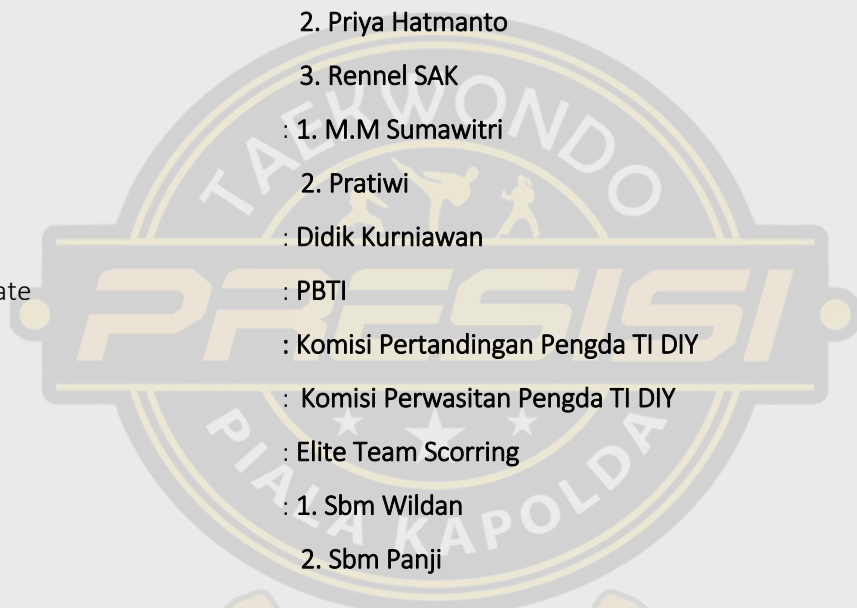 2. Priya Hatmanto
3. Rennel SAK
: 1. M.M Sumawitri
2. Pratiwi
: Didik Kurniawan
ate : PBTI
: Komisi Pertandingan Pengda TI DIY
: Komisi Perwasitan Pengda TI DIY
: Elite Team Scorring
: 1. Sbm Wildan
2. Sbm Panji
TAEKWONDO
PRESISI
PIALA KAPOLDA